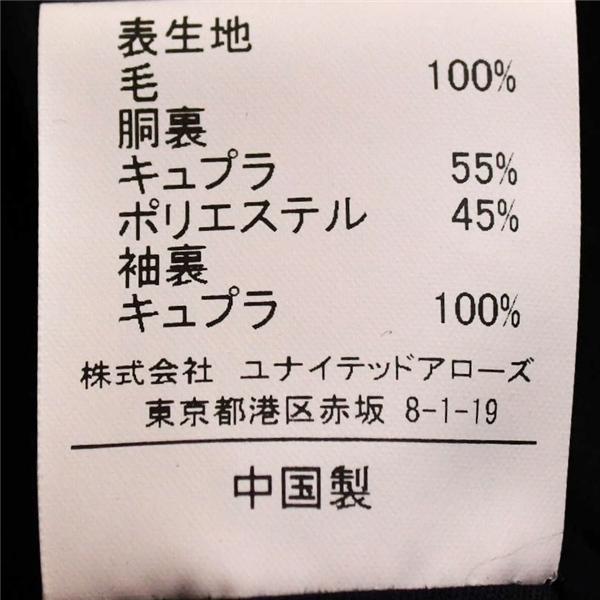 表生地
毛 100%
胴裏
キュプラ 55%
ポリエステル 45%
袖裏
キュプラ 100%
株式会社 ユナイテッドアローズ
東京都港区赤坂 8-1-19
中国製